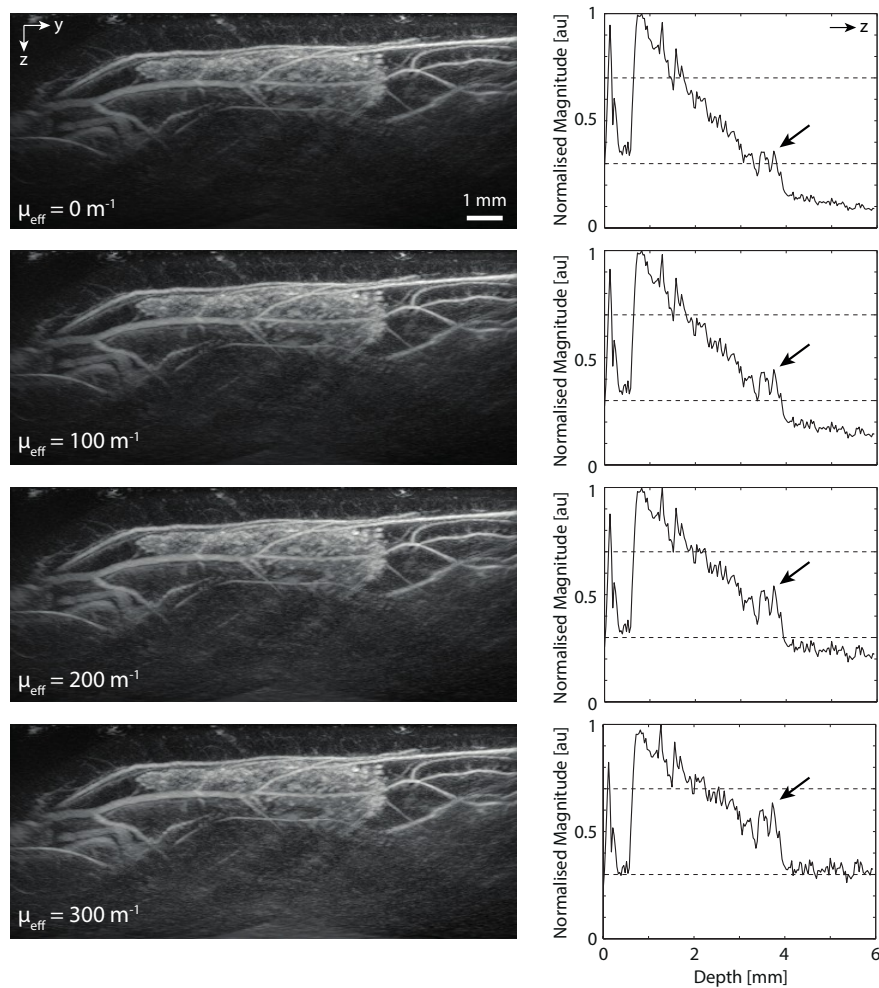 y
z
μeff = 0 m-1
1 mm
Normalised Magnitude [au]
1
0.5
0
z
μeff = 100 m-1
Normalised Magnitude [au]
1
0.5
0
μeff = 200 m-1
Normalised Magnitude [au]
1
0.5
0
μeff = 300 m-1
Normalised Magnitude [au]
1
0.5
0
0 2 4 6
Depth [mm]